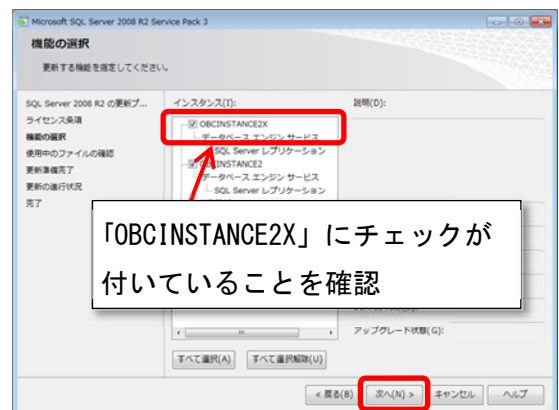 Microsoft SQL Server 2008 R2 Service Pack 3
機能の選択
更新する機能を指定してください。
SQL Server 2008 R2 の更新プ...
ライセンス条項
機能の選択
使用中のファイルの確認
更新準備完了
更新の進行状況
完了
インスタンス(I):
OBCINSTANCE2X
データベース エンジン サービス
SQL Server レプリケーション
OBCINSTANCE2
データベース エンジン サービス
SQL Server レプリケーション
説明(D):
「OBCINSTANCE2X」にチェックが
付いていることを確認
アップグレード状態(G):
すべて選択(A) すべて選択解除(U)
< 戻る(B) 次へ(N) > キャンセル ヘルプ